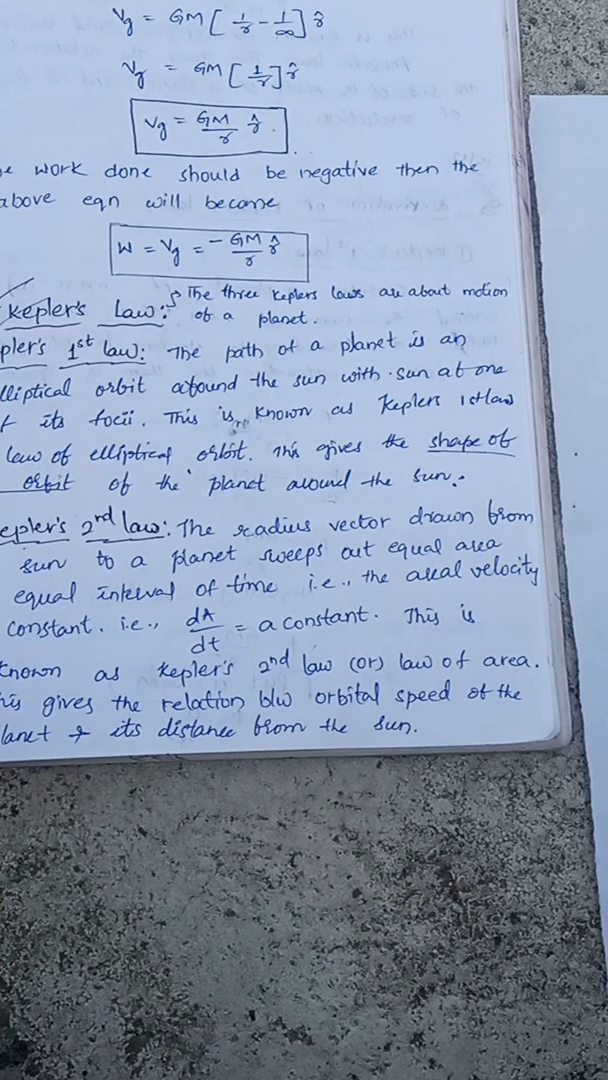 Vg = GM [ 1/r - 1/∞ ] r̂
Vg = GM [ 1/r ] r̂
Vg = GM/r r̂.
work done should be negative then the
above eqn will become
W = Vg = - GM/r r̂
Kepler's Law: The three Keplers laws are about motion
of a planet.
pler's 1st law: The path of a planet is an
lliptical orbit around the sun with sun at one
its focii. This is known as Keplers 1st law
law of elliptical orbit. This gives the shape of
orbit of the planet around the sun.
epler's 2nd law: The radius vector drawn from
sun to a planet sweeps out equal area
equal interval of time i.e., the areal velocity
constant. i.e., dA/dt = a constant. This is
known as Kepler's 2nd law (or) law of area.
his gives the relation b/w orbital speed of the
lanet & its distance from the sun.